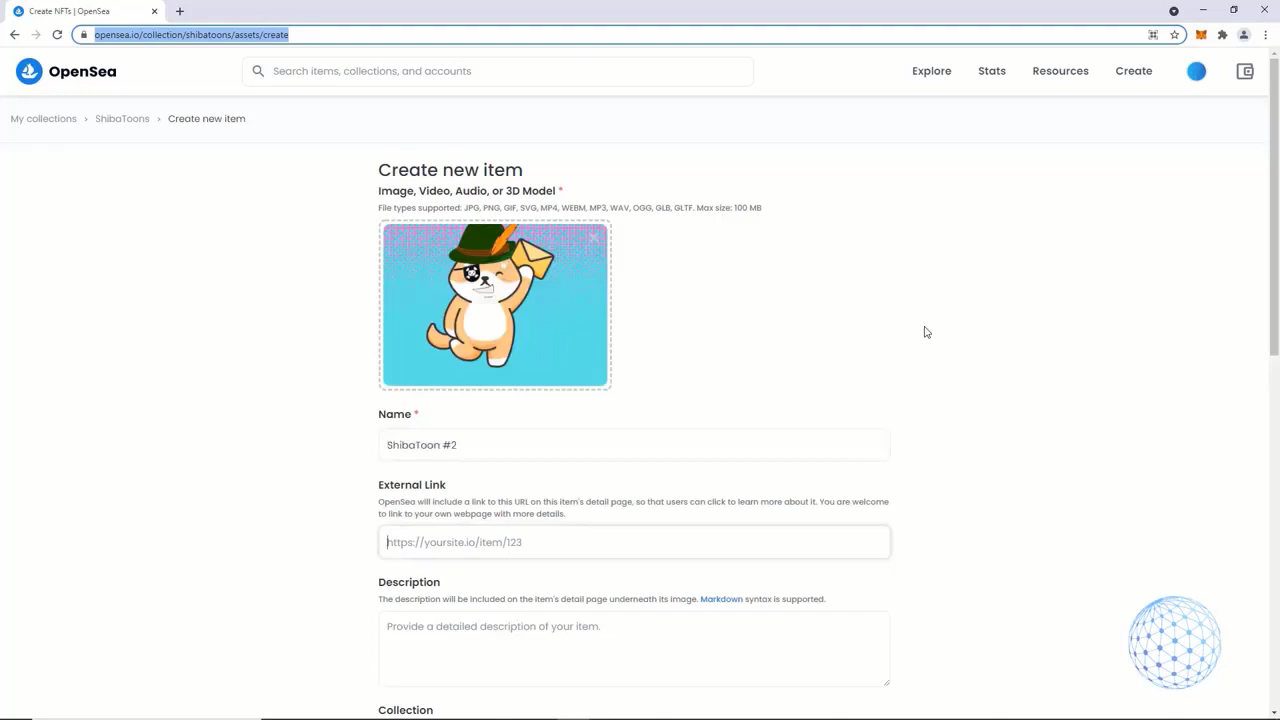 Create NFTs | OpenSea
opensea.io/collection/shibatoons/assets/create
OpenSea
Search items, collections, and accounts
Explore
Stats
Resources
Create
My collections > ShibaToons > Create new item
Create new item
Image, Video, Audio, or 3D Model *
File types supported: JPG, PNG, GIF, SVG, MP4, WEBM, MP3, WAV, OGG, GLB, GLTF. Max size: 100 MB
Name *
ShibaToon #2
External Link
OpenSea will include a link to this URL on this item's detail page, so that users can click to learn more about it. You are welcome
to link to your own webpage with more details.
https://yoursite.io/item/123
Description
The description will be included on the item's detail page underneath its image. Markdown syntax is supported.
Provide a detailed description of your item.
Collection